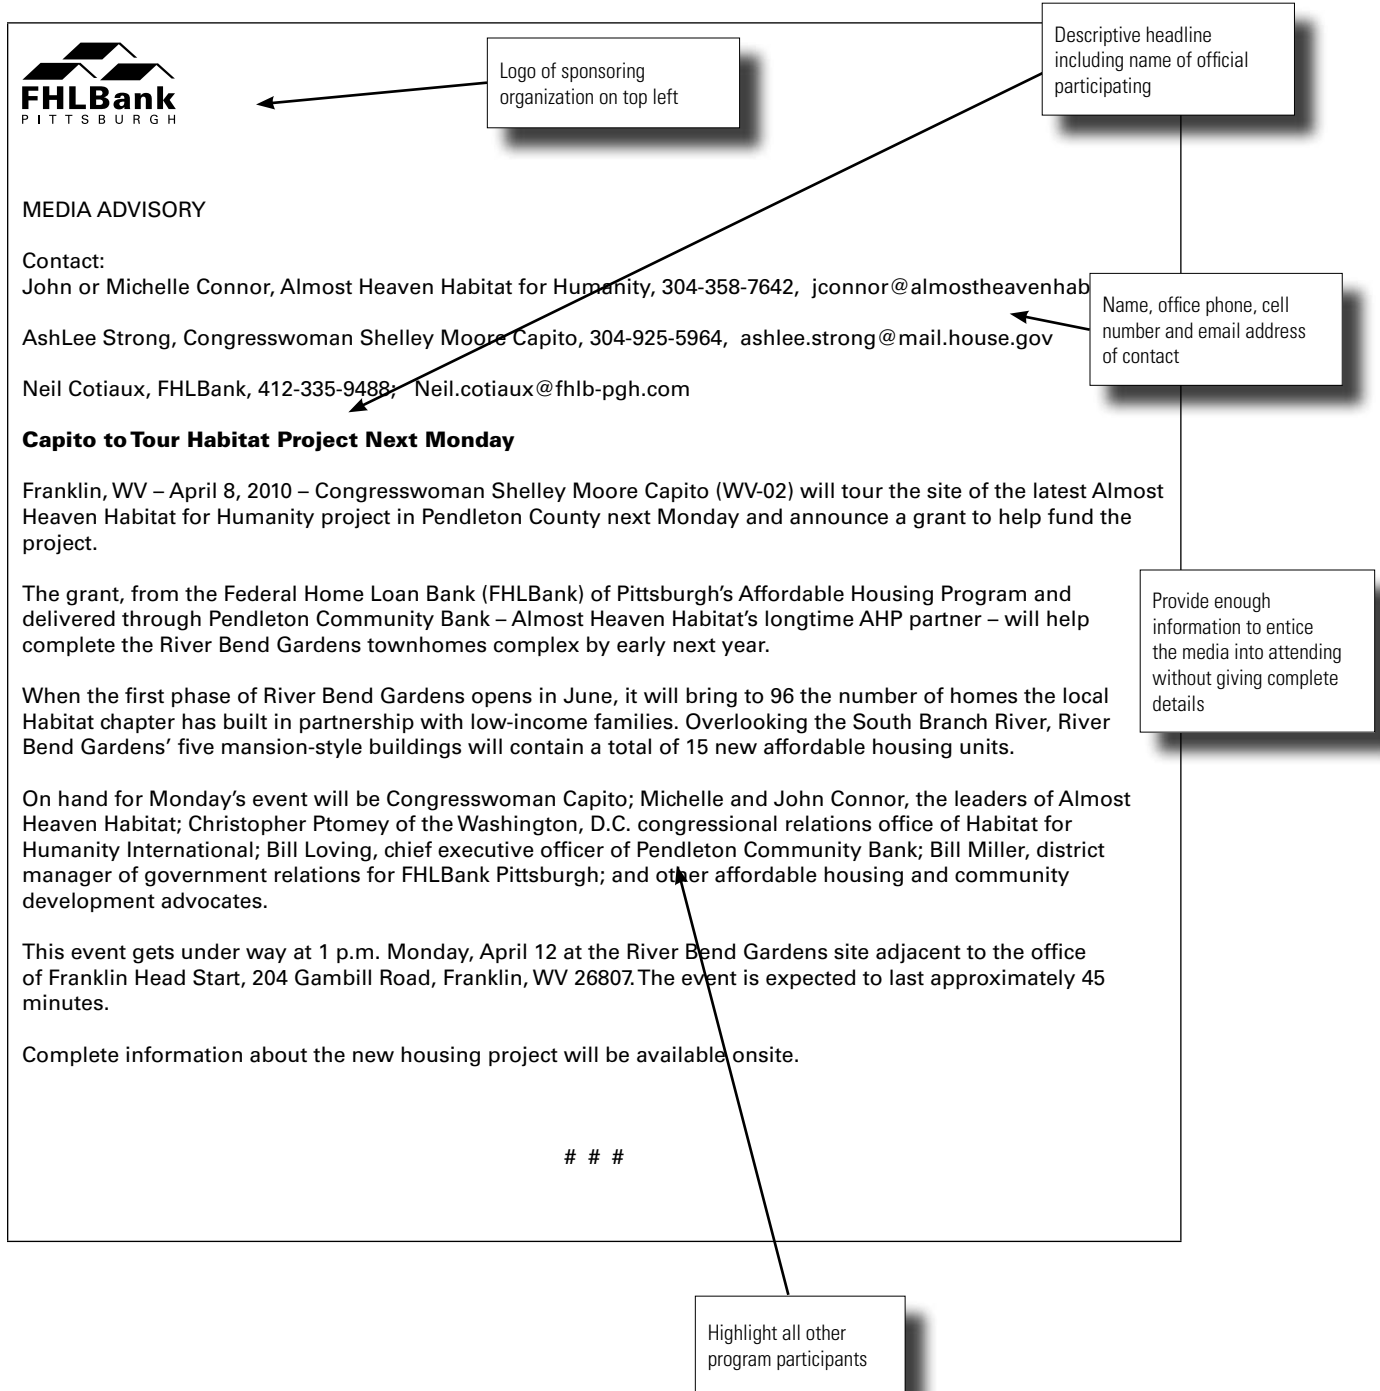 Descriptive headline
including name of official
participating
Logo of sponsoring
organization on top left
FHLBank
PITTSBURGH
MEDIA ADVISORY
Contact:
John or Michelle Connor, Almost Heaven Habitat for Humanity, 304-358-7642, jconnor@almostheavenhab
Name, office phone, cell
number and email address
of contact
AshLee Strong, Congresswoman Shelley Moore Capito, 304-925-5964, ashlee.strong@mail.house.gov
Neil Cotiaux, FHLBank, 412-335-9488; Neil.cotiaux@fhlb-pgh.com
Capito to Tour Habitat Project Next Monday
Franklin, WV – April 8, 2010 – Congresswoman Shelley Moore Capito (WV-02) will tour the site of the latest Almost
Heaven Habitat for Humanity project in Pendleton County next Monday and announce a grant to help fund the
project.
The grant, from the Federal Home Loan Bank (FHLBank) of Pittsburgh’s Affordable Housing Program and
delivered through Pendleton Community Bank – Almost Heaven Habitat’s longtime AHP partner – will help
complete the River Bend Gardens townhomes complex by early next year.
Provide enough
information to entice
the media into attending
without giving complete
details
When the first phase of River Bend Gardens opens in June, it will bring to 96 the number of homes the local
Habitat chapter has built in partnership with low-income families. Overlooking the South Branch River, River
Bend Gardens’ five mansion-style buildings will contain a total of 15 new affordable housing units.
On hand for Monday’s event will be Congresswoman Capito; Michelle and John Connor, the leaders of Almost
Heaven Habitat; Christopher Ptomey of the Washington, D.C. congressional relations office of Habitat for
Humanity International; Bill Loving, chief executive officer of Pendleton Community Bank; Bill Miller, district
manager of government relations for FHLBank Pittsburgh; and other affordable housing and community
development advocates.
This event gets under way at 1 p.m. Monday, April 12 at the River Bend Gardens site adjacent to the office
of Franklin Head Start, 204 Gambill Road, Franklin, WV 26807. The event is expected to last approximately 45
minutes.
Complete information about the new housing project will be available onsite.
# # #
Highlight all other
program participants